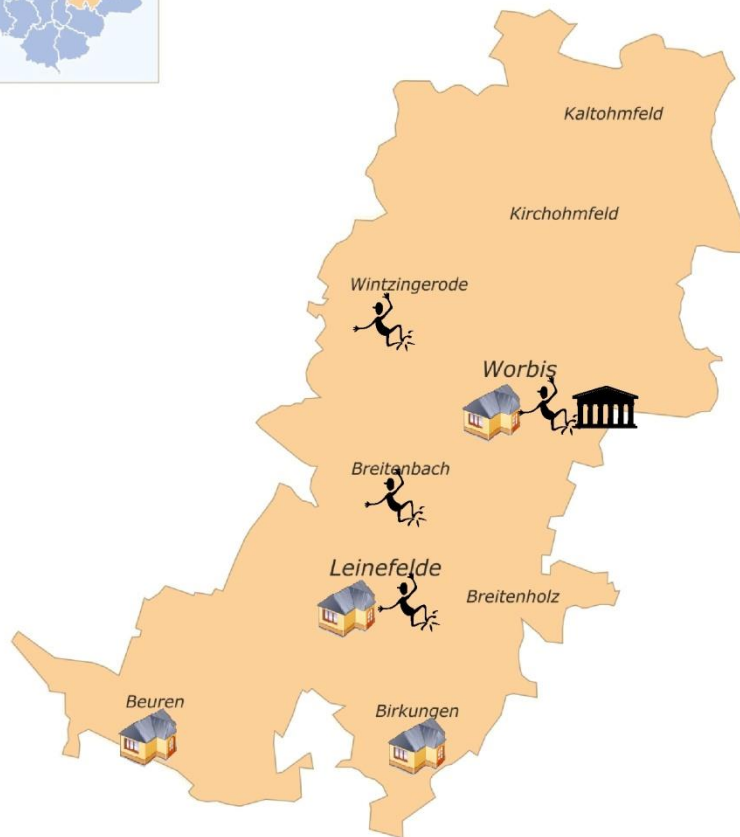 Kaltohmfeld
Kirchohmfeld
Wintzingerode
Worbis
Breitenbach
Leinefelde
Breitenholz
Beuren
Birkungen